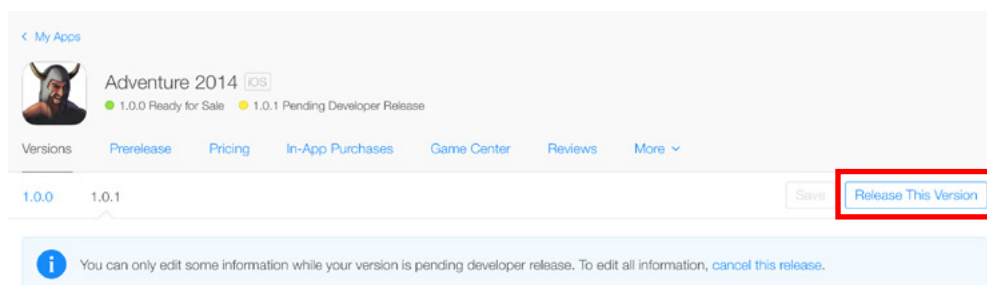 < My Apps
Adventure 2014 iOS
1.0.0 Ready for Sale 1.0.1 Pending Developer Release
Versions Prerelease Pricing In-App Purchases Game Center Reviews More
1.0.0 1.0.1 Save Release This Version
You can only edit some information while your version is pending developer release. To edit all information, cancel this release.